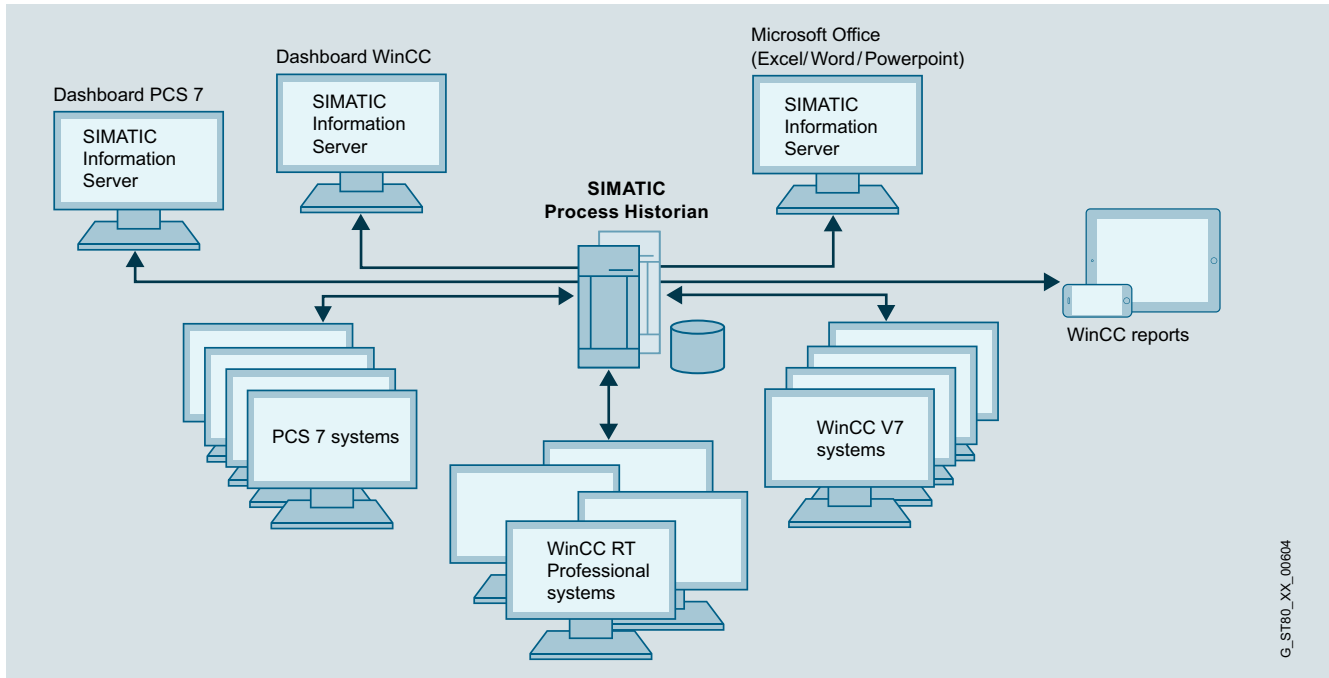 Microsoft Office
(Excel/Word/Powerpoint)
Dashboard WinCC
Dashboard PCS 7
SIMATIC
Information
Server
SIMATIC
Information
Server
SIMATIC
Information
Server
SIMATIC
Process Historian
WinCC reports
PCS 7 systems
WinCC V7
systems
WinCC RT
Professional
systems
G_ST80_XX_00604